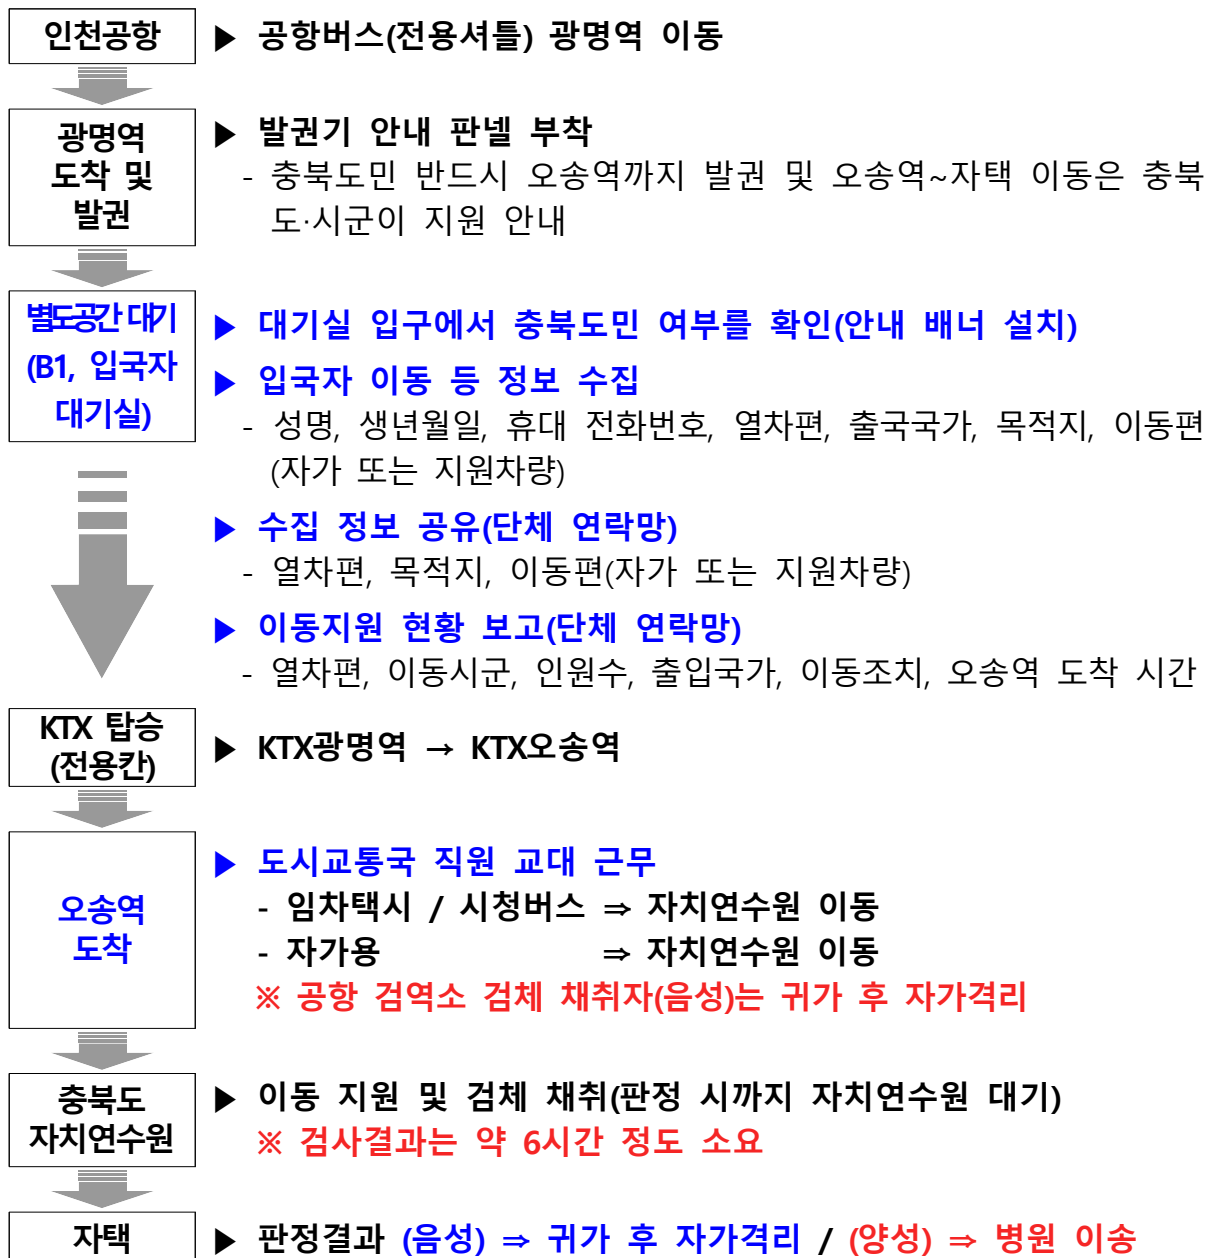 인천공항
▶ 공항버스(전용셔틀) 광명역 이동
광명역
도착 및
발권
▶ 발권기 안내 판넬 부착
- 충북도민 반드시 오송역까지 발권 및 오송역~자택 이동은 충북
도·시군이 지원 안내
별도공간 대기
(B1, 입국자
대기실)
▶ 대기실 입구에서 충북도민 여부를 확인(안내 배너 설치)
▶ 입국자 이동 등 정보 수집
- 성명, 생년월일, 휴대 전화번호, 열차편, 출국국가, 목적지, 이동편
(자가 또는 지원차량)
▶ 수집 정보 공유(단체 연락망)
- 열차편, 목적지, 이동편(자가 또는 지원차량)
▶ 이동지원 현황 보고(단체 연락망)
- 열차편, 이동시군, 인원수, 출입국가, 이동조치, 오송역 도착 시간
KTX 탑승
(전용칸)
▶ KTX광명역 → KTX오송역
오송역
도착
▶ 도시교통국 직원 교대 근무
- 임차택시 / 시청버스 ⇒ 자치연수원 이동
- 자가용 ⇒ 자치연수원 이동
※ 공항 검역소 검체 채취자(음성)는 귀가 후 자가격리
충북도
자치연수원
▶ 이동 지원 및 검체 채취(판정 시까지 자치연수원 대기)
※ 검사결과는 약 6시간 정도 소요
자택
▶ 판정결과 (음성) ⇒ 귀가 후 자가격리 / (양성) ⇒ 병원 이송